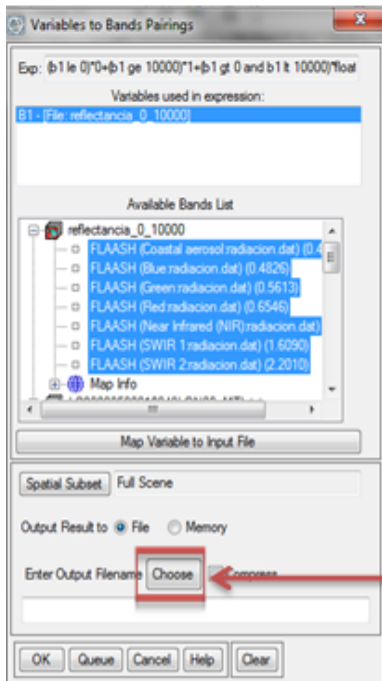 Variables to Bands Pairings
Exp: (b1 le 0)*0+(b1 ge 10000)*1+(b1 gt 0 and b1 lt 10000)*float
Variables used in expression:
B1 - [File: reflectancia_0_10000]
Available Bands List
reflectancia_0_10000
FLAASH (Coastal aerosol:radiacion.dat) (0.4
FLAASH (Blue:radiacion.dat) (0.4826)
FLAASH (Green:radiacion.dat) (0.5613)
FLAASH (Red:radiacion.dat) (0.6546)
FLAASH (Near Infrared (NIR):radiacion.dat)
FLAASH (SWIR 1:radiacion.dat) (1.6090)
FLAASH (SWIR 2:radiacion.dat) (2.2010)
Map Info
Map Variable to Input File
Spatial Subset Full Scene
Output Result to File Memory
Enter Output Filename Choose Compress
OK Queue Cancel Help Clear